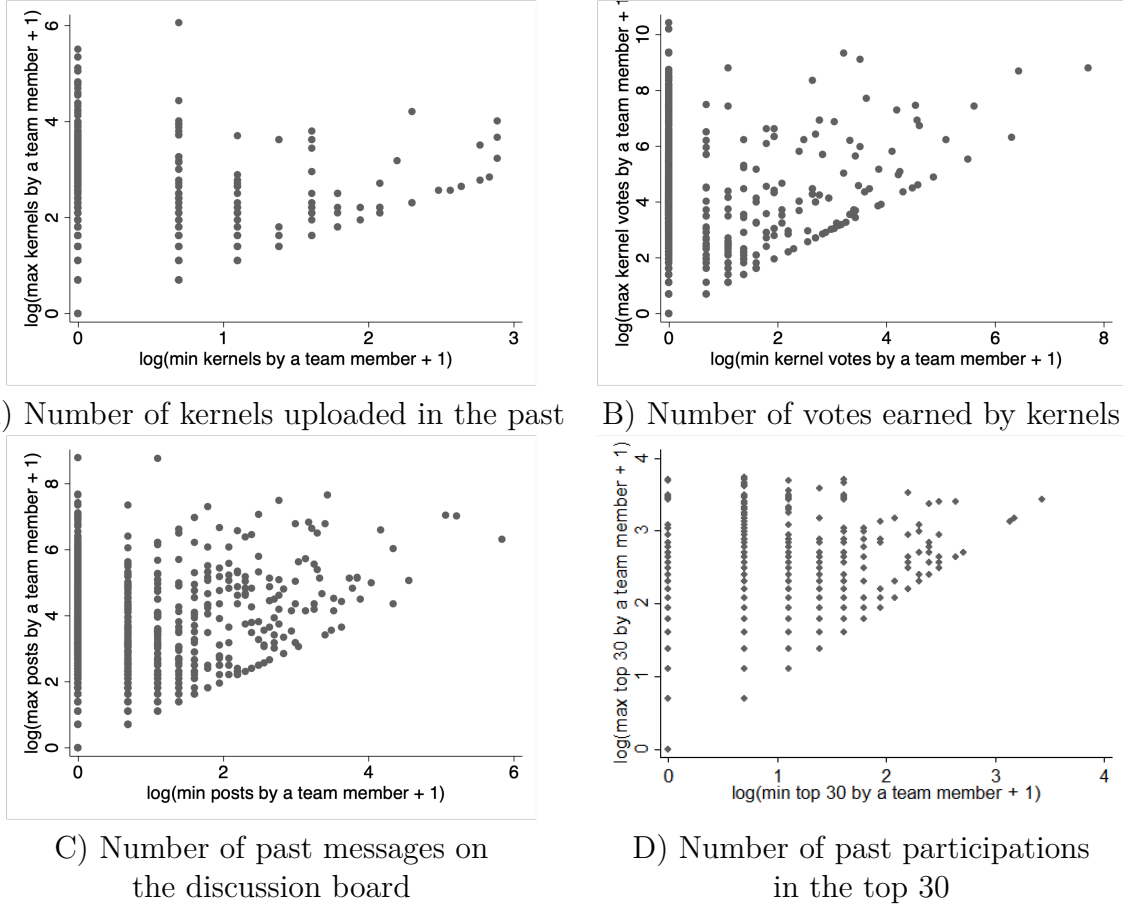 log(max kernels by a team member + 1)
6
4
2
0
0 1 2 3
log(min kernels by a team member + 1)
) Number of kernels uploaded in the past
log(max kernel votes by a team member + 1)
10
8
6
4
2
0
0 2 4 6 8
log(min kernel votes by a team member + 1)
B) Number of votes earned by kernels
log(max posts by a team member + 1)
8
6
4
2
0
0 2 4 6
log(min posts by a team member + 1)
C) Number of past messages on
the discussion board
log(max top 30 by a team member + 1)
4
3
2
1
0
0 1 2 3 4
log(min top 30 by a team member + 1)
D) Number of past participations
in the top 30